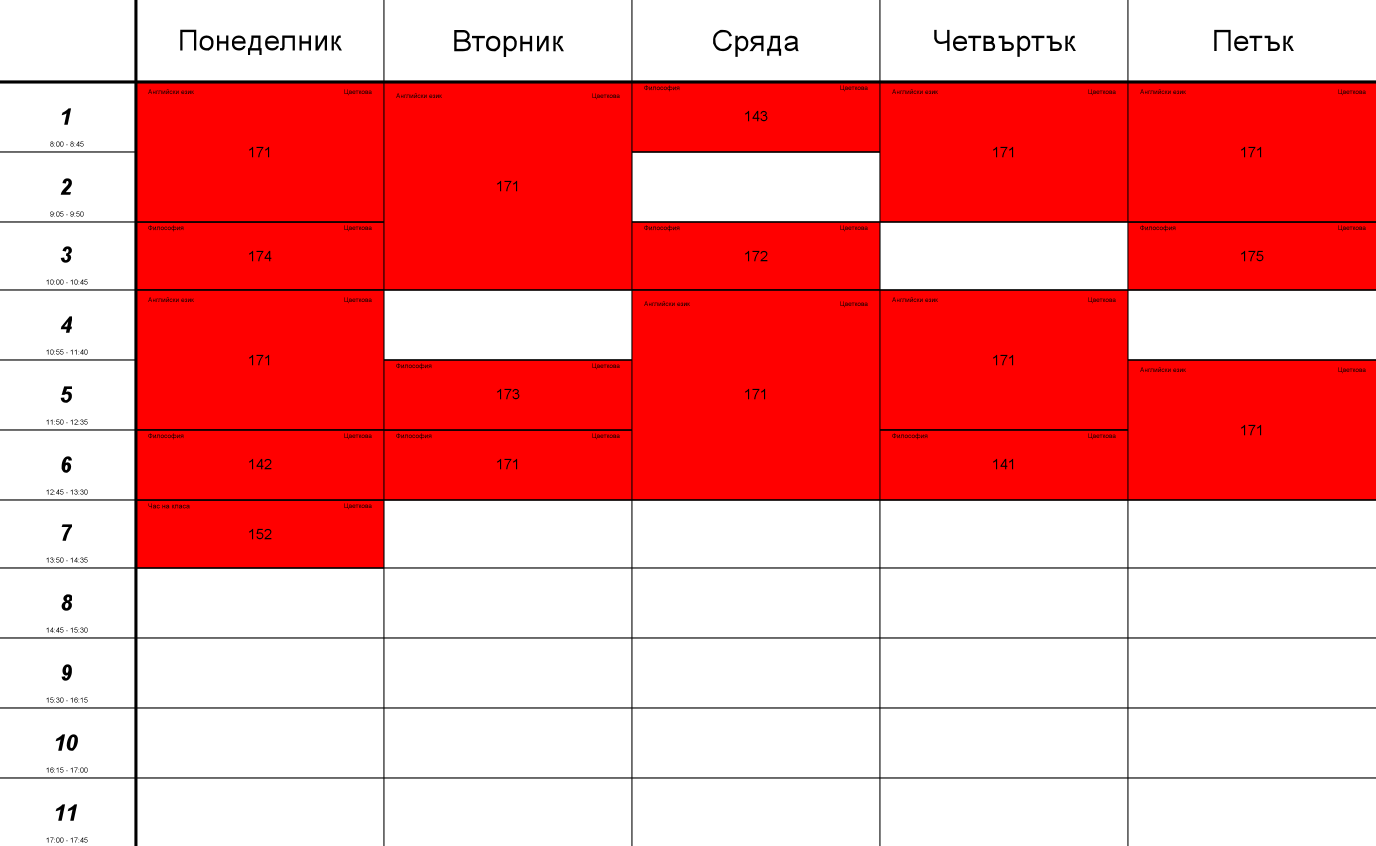 Понеделник Вторник Сряда Четвъртък Петък
Английски език Цветкова Английски език Цветкова Философия Цветкова Английски език Цветкова Английски език Цветкова
1 143
8:00 - 8:45
171 171 171
2 171
9:05 - 9:50
Философия Цветкова Философия Цветкова Философия Цветкова
3 174 172 175
10:00 - 10:45
Английски език Цветкова Английски език Цветкова Английски език Цветкова
4
10:55 - 11:40
171 171
Философия Цветкова Английски език Цветкова
5 173 171
11:50 - 12:35
171
Философия Цветкова Философия Цветкова Философия Цветкова
6 142 171 141
12:45 - 13:30
Час на класа Цветкова
7 152
13:50 - 14:35
8
14:45 - 15:30
9
15:30 - 16:15
10
16:15 - 17:00
11
17:00 - 17:45